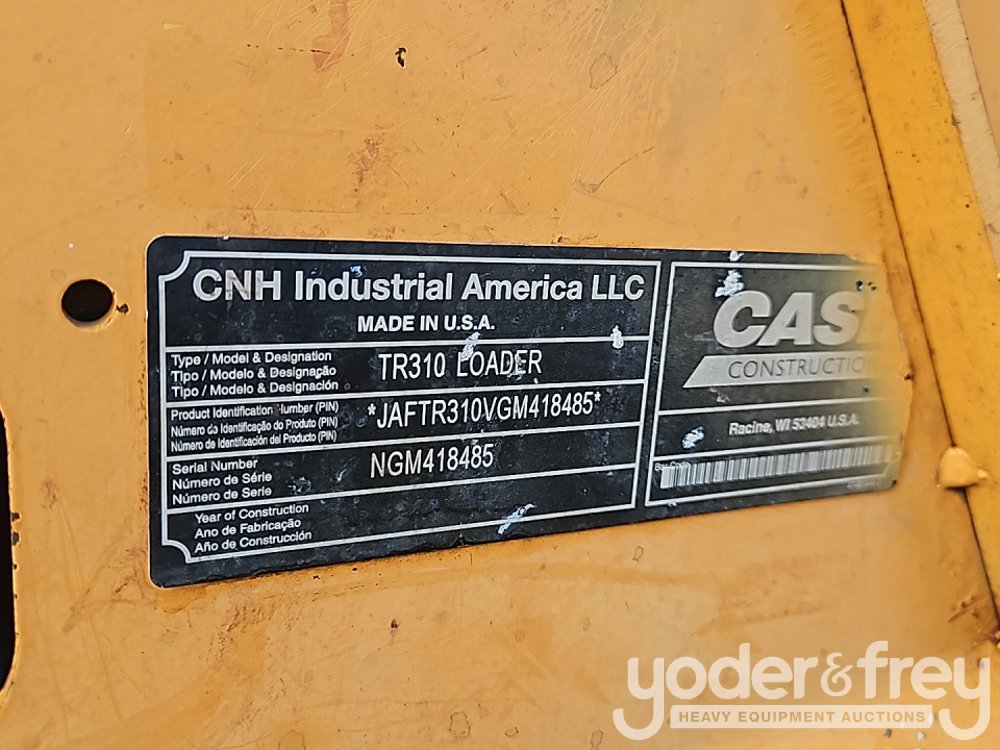 CNH Industrial America LLC
MADE IN U.S.A.
Type / Model & Designation
Tipo / Modelo & Designação
Tipo / Modelo & Designación
TR310 LOADER
Product Identification Number (PIN)
Número de Identificação do Produto (PIN)
Número de Identificación del Producto (PIN)
*JAFTR310VGM418485*
Serial Number
Número de Série
Número de Serie
NGM418485
Year of Construction
Ano de Fabricação
Año de Construcción
CAS
CONSTRUCTION
Racine, WI 53404 U.S.A.
Bar Code
yoder&frey
HEAVY EQUIPMENT AUCTIONS